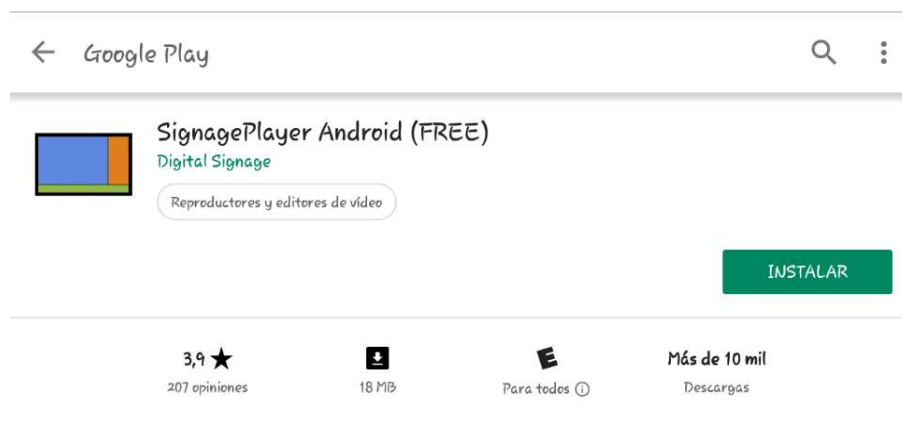 Google Play
SignagePlayer Android (FREE)
Digital Signage
Reproductores y editores de vídeo
INSTALAR
3,9 ★
207 opiniones
18 MB
E
Para todos
Más de 10 mil
Descargas